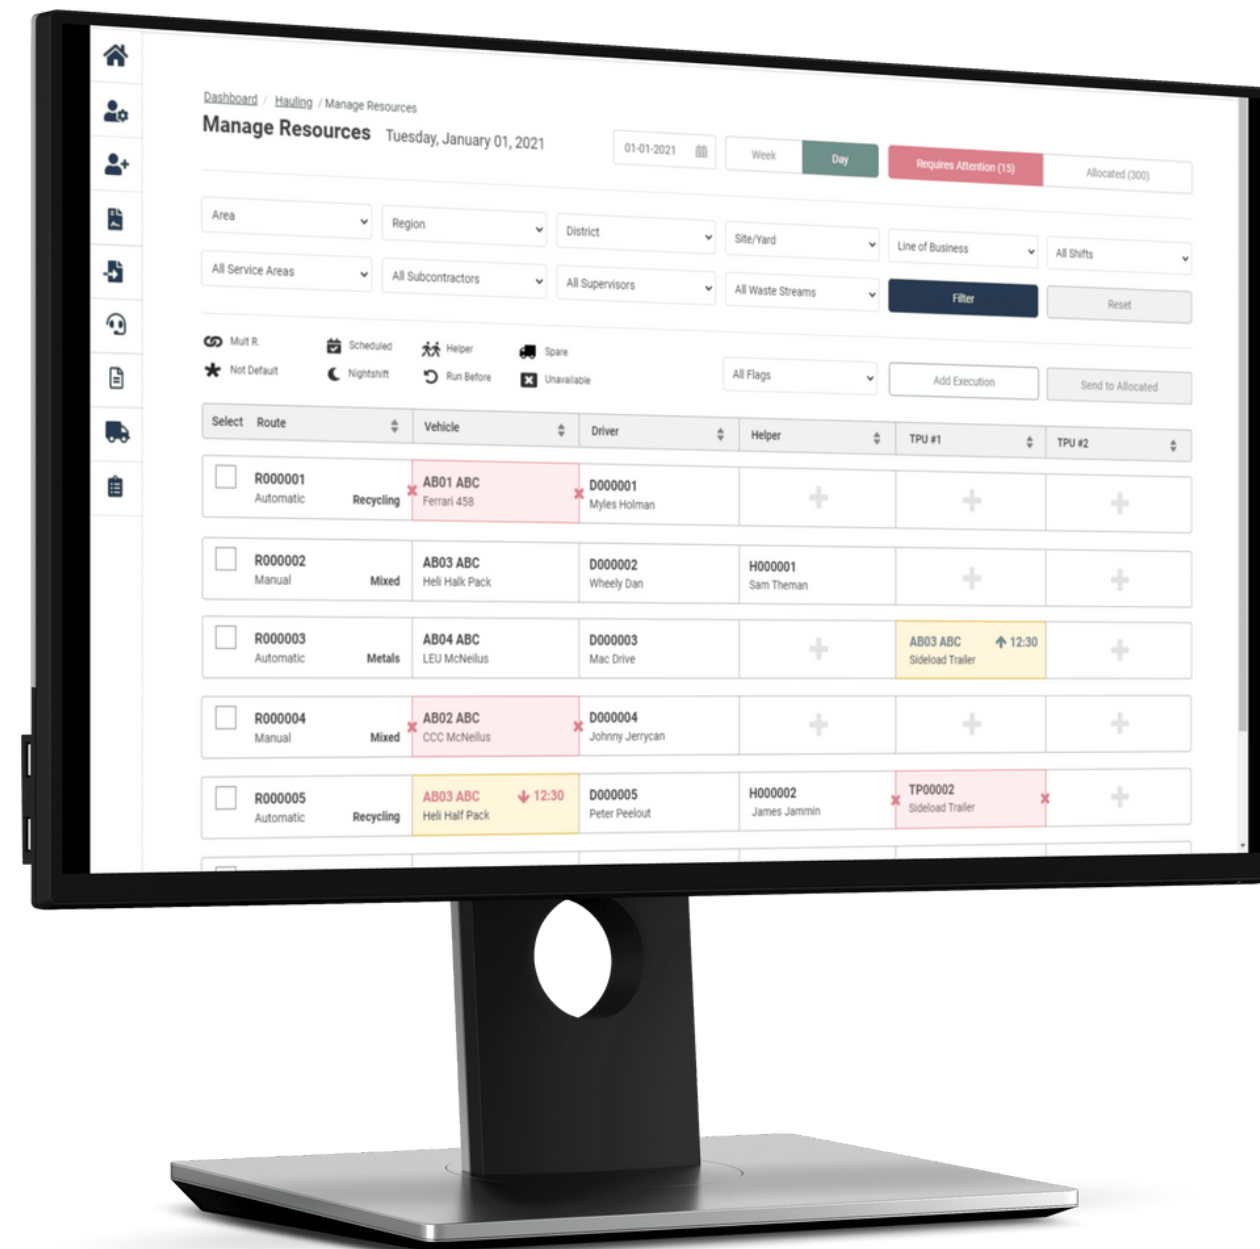 Dashboard / Hauling / Manage Resources
Manage Resources Tuesday, January 01, 2021
01-01-2021 Week Day Requires Attention (15) Allocated (300)
Area Region District Site/Yard Line of Business All Shifts
All Service Areas All Subcontractors All Supervisors All Waste Streams Filter Reset
Mult R. Scheduled Helper Spare
Not Default Nightshift Run Before Unavailable
All Flags Add Execution Send to Allocated
Select Route Vehicle Driver Helper TPU #1 TPU #2
R000001 AB01 ABC D000001
Automatic Recycling Ferrari 458 Myles Holman
R000002 AB03 ABC D000002 H000001
Manual Mixed Heli Halk Pack Wheely Dan Sam Theman
R000003 AB04 ABC D000003 AB03 ABC 12:30
Automatic Metals LEU McNeilus Mac Drive Sideload Trailer
R000004 AB02 ABC D000004
Manual Mixed CCC McNeilus Johnny Jerrycan
R000005 AB03 ABC 12:30 D000005 H000002 TP00002
Automatic Recycling Heli Half Pack Peter Peelout James Jammin Sideload Trailer